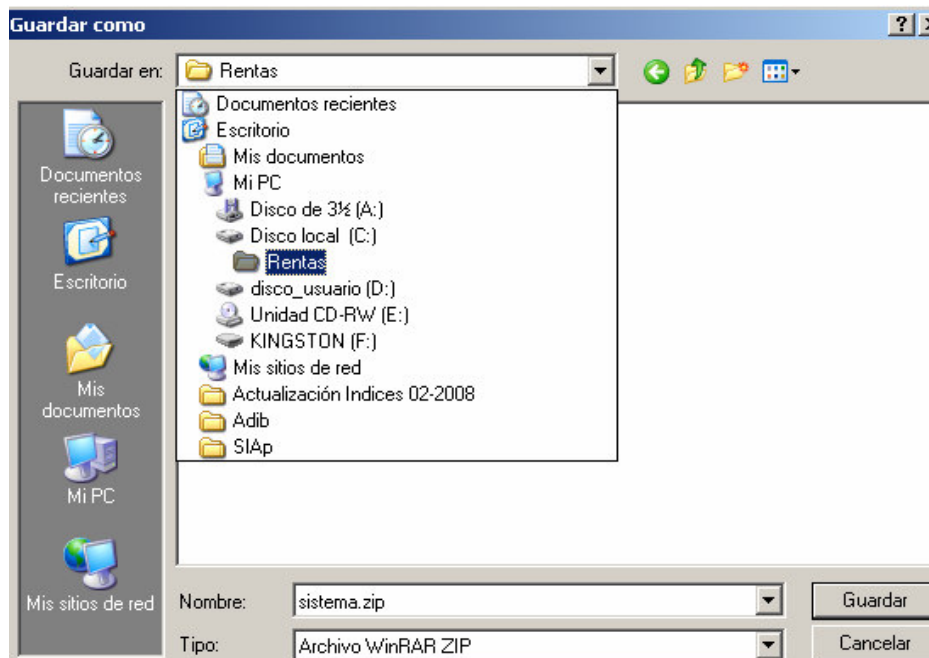 Guardar como
Guardar en: Rentas
Documentos recientes
Escritorio
Mis documentos
Mi PC
Disco de 3½ (A:)
Disco local (C:)
Rentas
disco_usuario (D:)
Unidad CD-RW (E:)
KINGSTON (F:)
Mis sitios de red
Actualización Indices 02-2008
Adib
SIAp
Documentos
recientes
Escritorio
Mis
documentos
Mi PC
Mis sitios de red
Nombre: sistema.zip Guardar
Tipo: Archivo WinRAR ZIP Cancelar